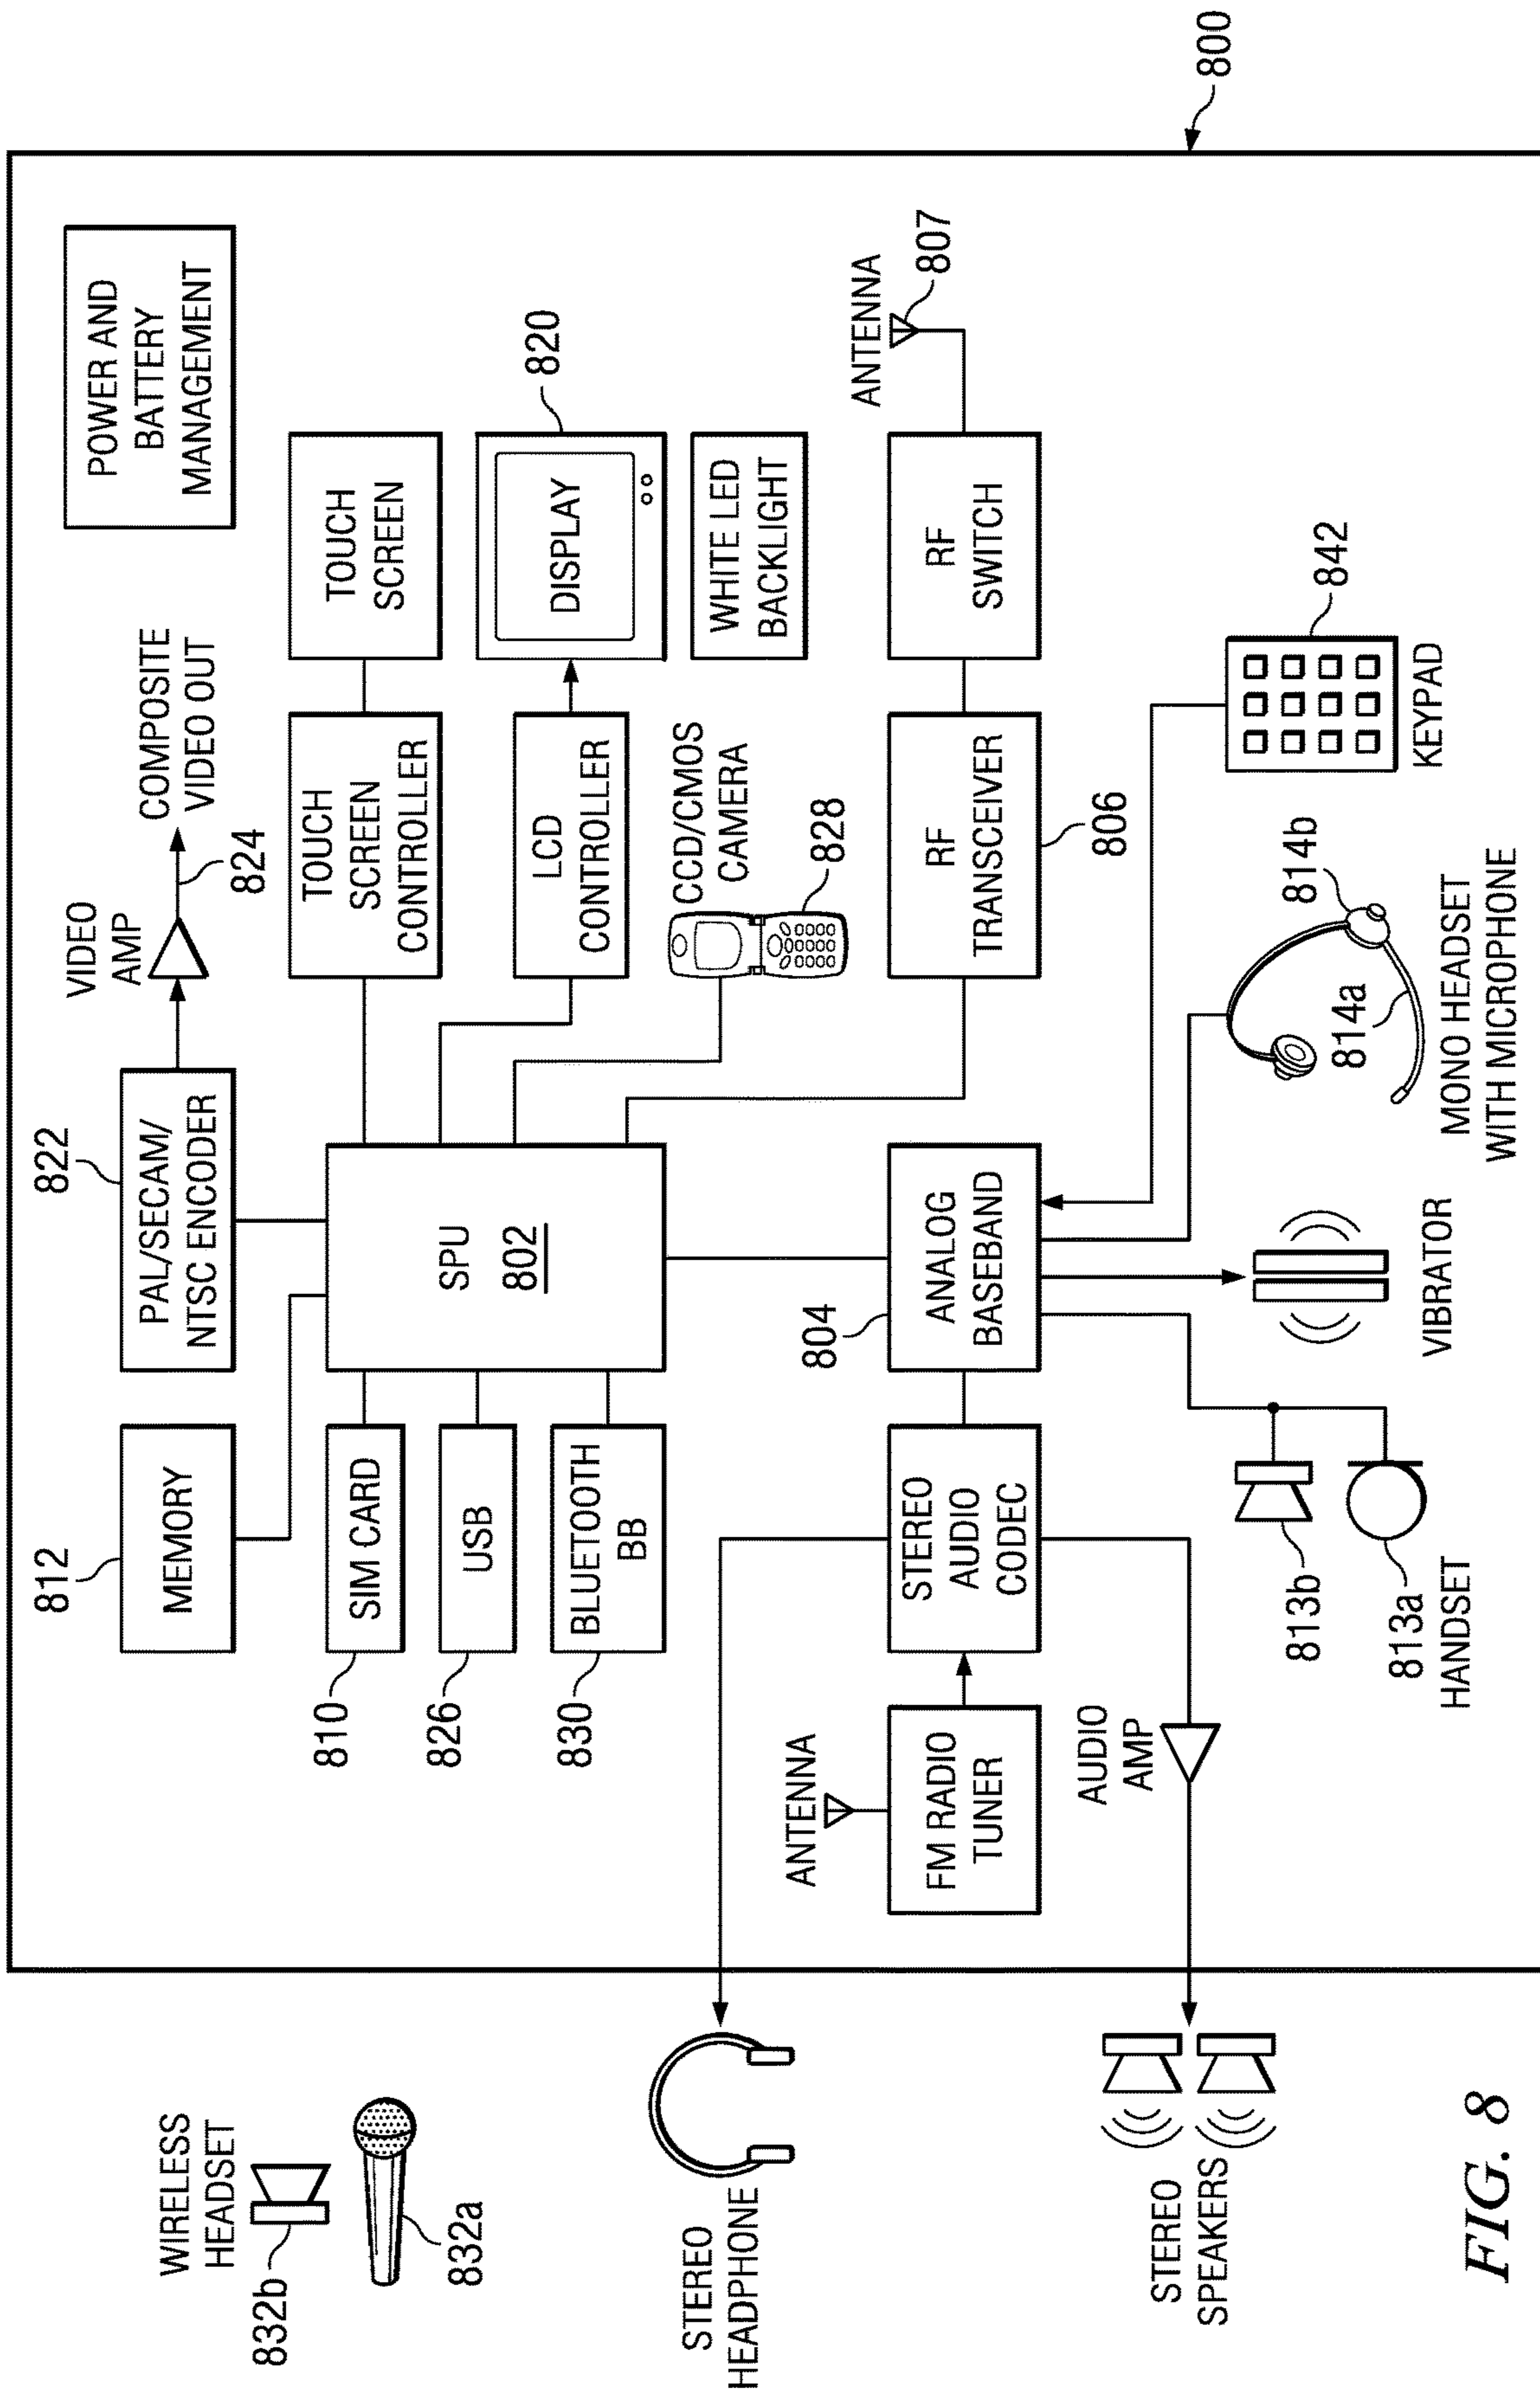 812
MEMORY
822
PAL/SECAM/
NTSC ENCODER
VIDEO
AMP
824
COMPOSITE
VIDEO OUT
POWER AND
BATTERY
MANAGEMENT
WIRELESS
HEADSET
832b
832a
810
SIM CARD
826
USB
830
BLUETOOTH
BB
SPU
802
TOUCH
SCREEN
CONTROLLER
TOUCH
SCREEN
LCD
CONTROLLER
DISPLAY
820
CCD/CMOS
CAMERA
828
WHITE LED
BACKLIGHT
STEREO
HEADPHONE
ANTENNA
FM RADIO
TUNER
STEREO
AUDIO
CODEC
804
ANALOG
BASEBAND
RF
TRANSCEIVER
806
RF
SWITCH
ANTENNA
807
800
AUDIO
AMP
STEREO
SPEAKERS
813b
813a
HANDSET
VIBRATOR
814a
814b
MONO HEADSET
WITH MICROPHONE
842
KEYPAD
FIG. 8